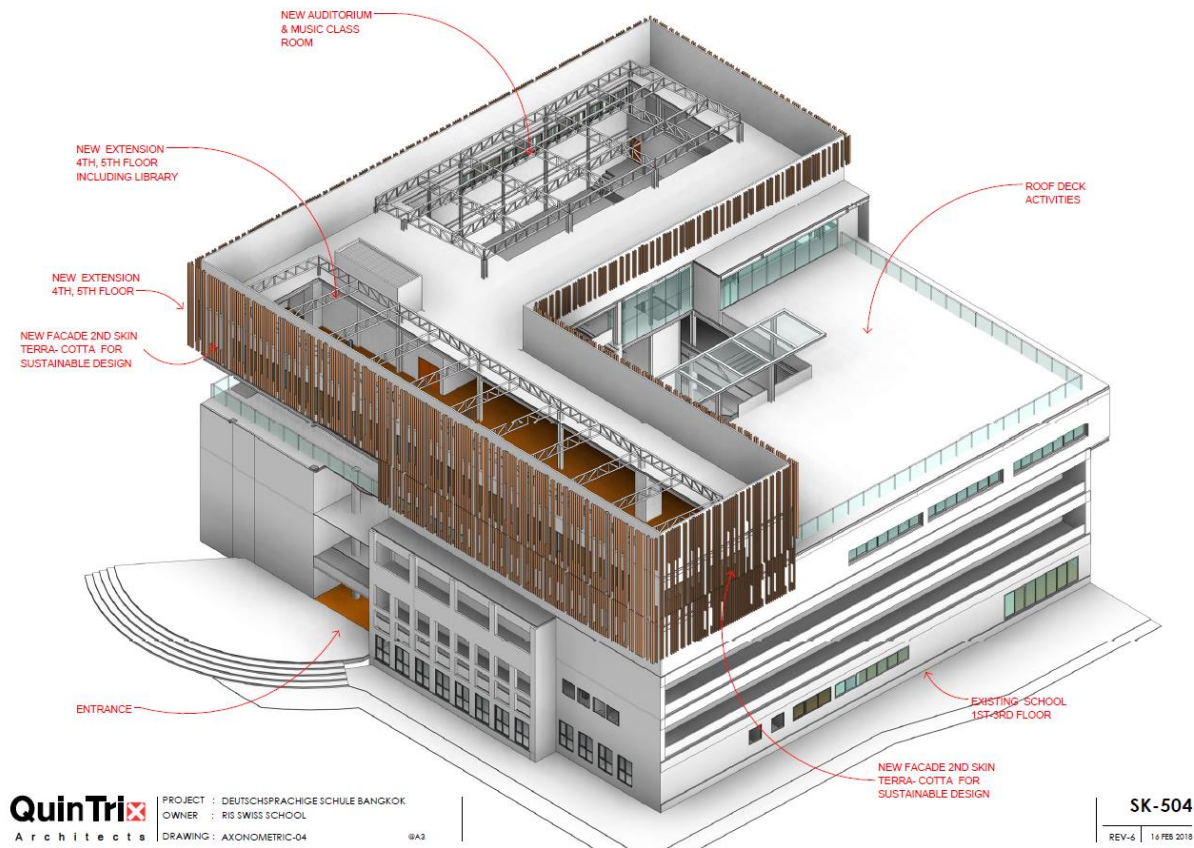 NEW AUDITORIUM
& MUSIC CLASS
ROOM
NEW EXTENSION
4TH, 5TH FLOOR
INCLUDING LIBRARY
ROOF DECK
ACTIVITIES
NEW EXTENSION
4TH, 5TH FLOOR
NEW FACADE 2ND SKIN
TERRA- COTTA FOR
SUSTAINABLE DESIGN
ENTRANCE
EXISTING SCHOOL
1ST-3RD FLOOR
NEW FACADE 2ND SKIN
TERRA- COTTA FOR
SUSTAINABLE DESIGN
QuinTrix
Architects
PROJECT : DEUTSCHSPRACHIGE SCHULE BANGKOK
OWNER : RIS SWISS SCHOOL
DRAWING : AXONOMETRIC-04 @A3
SK-504
REV-6 16 FEB 2018